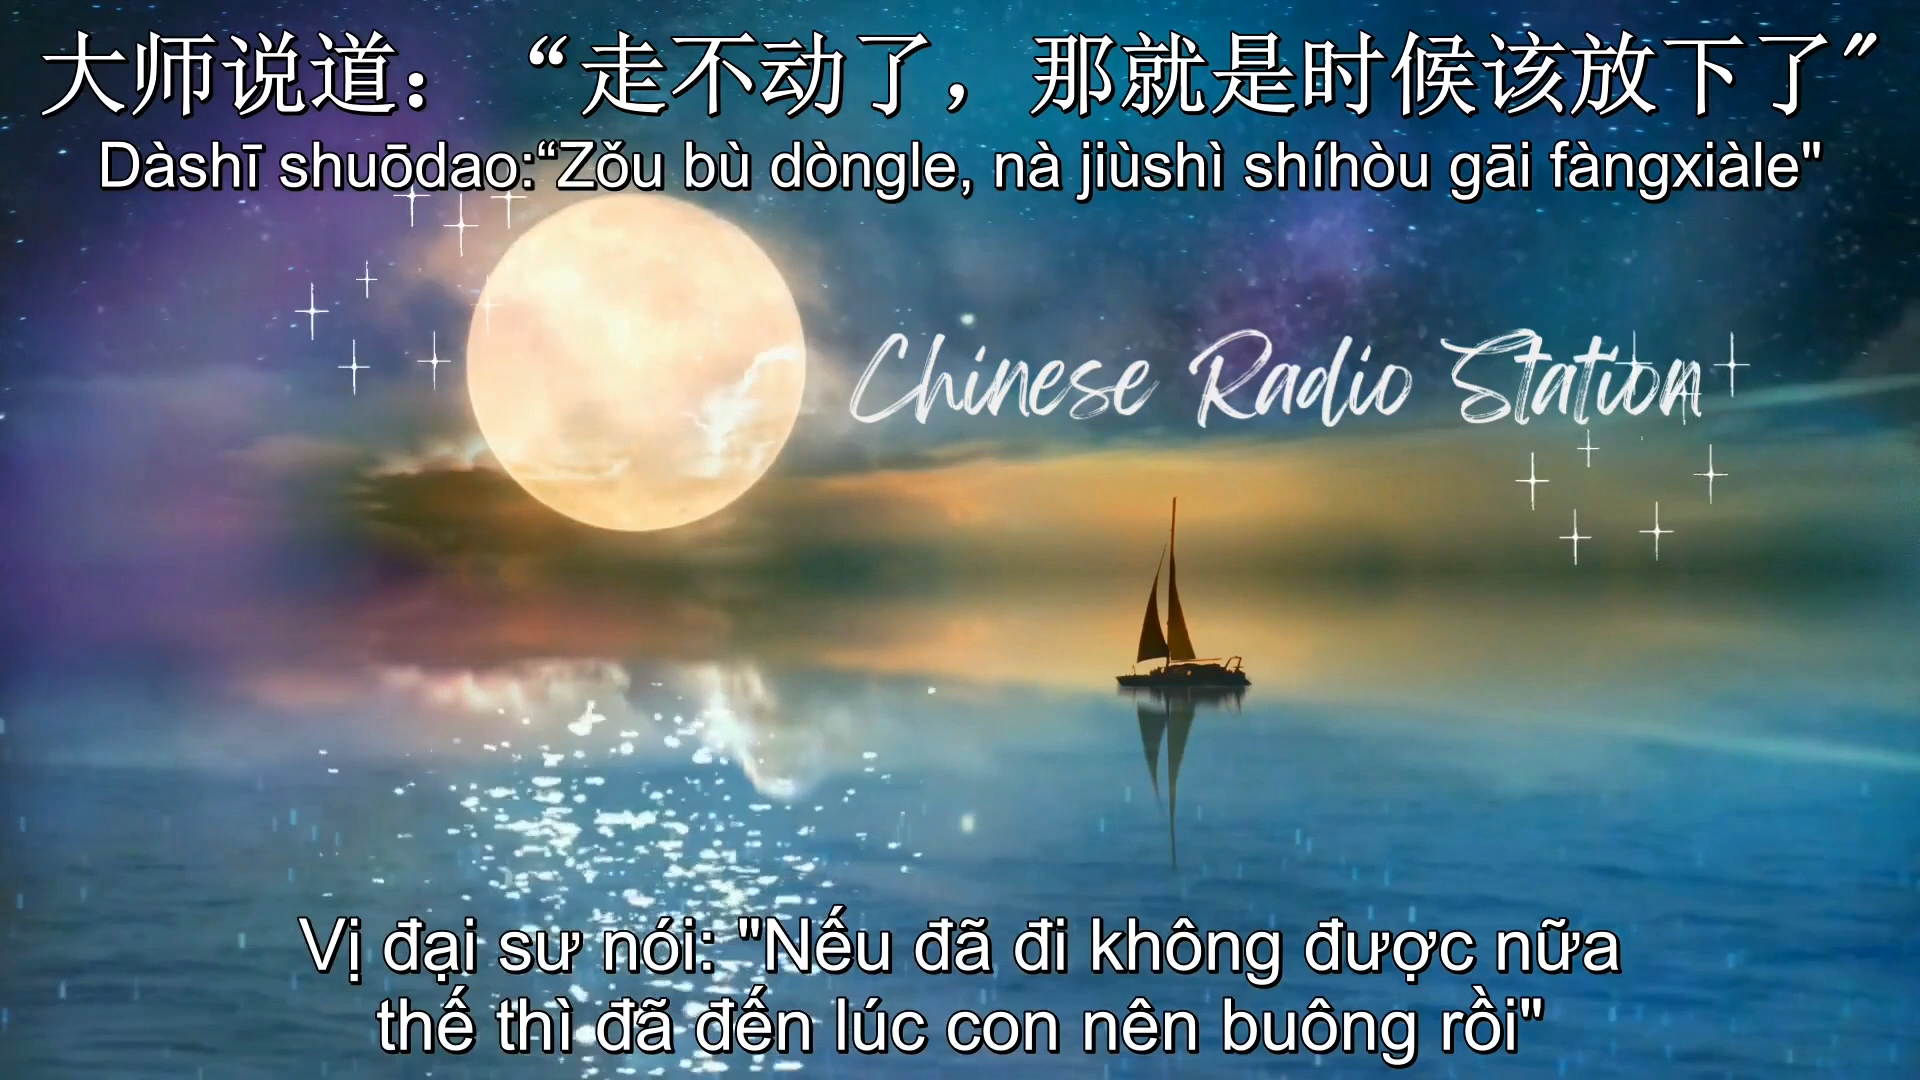 大师说道：“走不动了，那就是时候该放下了"
Dàshī shuōdao:“Zǒu bù dòngle, nà jiùshì shíhòu gāi fàngxiàle"
Chinese Radio Station
Vị đại sư nói: "Nếu đã đi không được nữa
thế thì đã đến lúc con nên buông rồi"